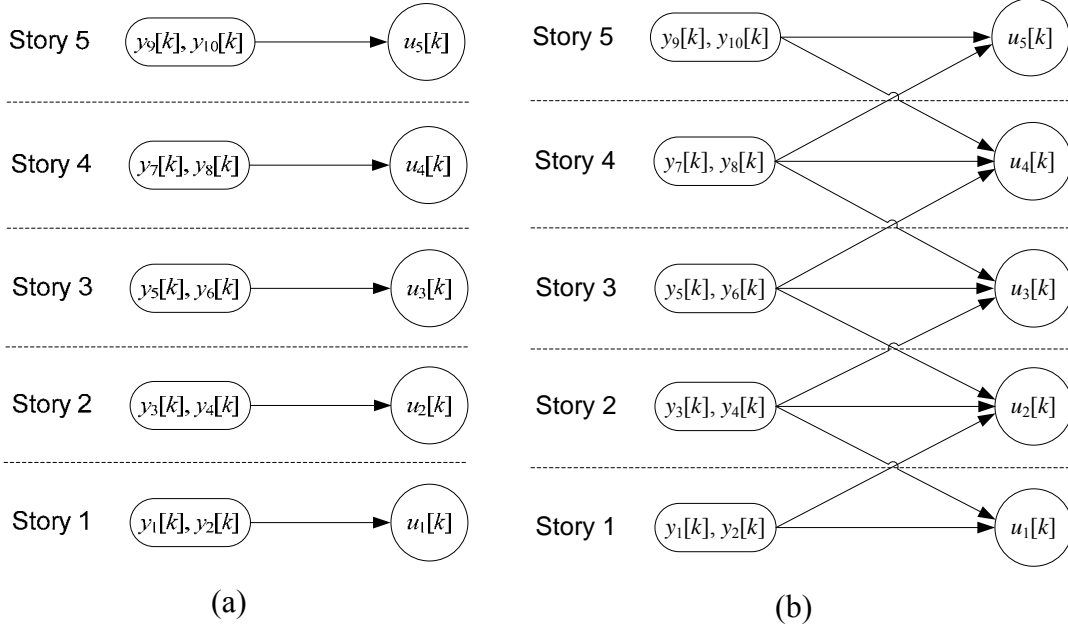 Story 5
y₉[k], y₁₀[k]
u₅[k]
Story 4
y₇[k], y₈[k]
u₄[k]
Story 3
y₅[k], y₆[k]
u₃[k]
Story 2
y₃[k], y₄[k]
u₂[k]
Story 1
y₁[k], y₂[k]
u₁[k]
(a)
Story 5
y₉[k], y₁₀[k]
u₅[k]
Story 4
y₇[k], y₈[k]
u₄[k]
Story 3
y₅[k], y₆[k]
u₃[k]
Story 2
y₃[k], y₄[k]
u₂[k]
Story 1
y₁[k], y₂[k]
u₁[k]
(b)